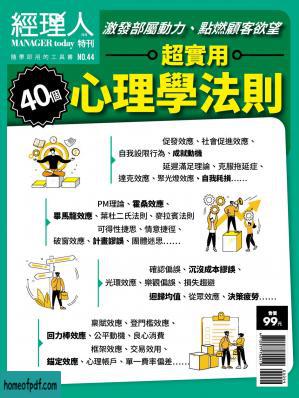 經理人
MANAGER today 特刊
隨學即用的工具書 NO.44
激發部屬動力、點燃顧客欲望
超實用
40個
心理學法則
促發效應、社會促進效應、
自我設限行為、成就動機
延遲滿足理論、克服拖延症、
達克效應、聚光燈效應、自我耗損……
PM理論、霍桑效應、
畢馬龍效應、葉杜二氏法則、麥拉賓法則
可得性捷思、情意捷徑、
破窗效應、計畫謬誤、團體迷思……
確認偏誤、沉沒成本謬誤、
光環效應、樂觀偏誤、損失趨避
迴歸均值、從眾效應、決策疲勞……
稟賦效應、登門檻效應、
回力棒效應、公平動機、良心消費
框架效應、交易效用、
錨定效應、心理帳戶、單一費率偏差……
售價
99元
homeofpdf.com